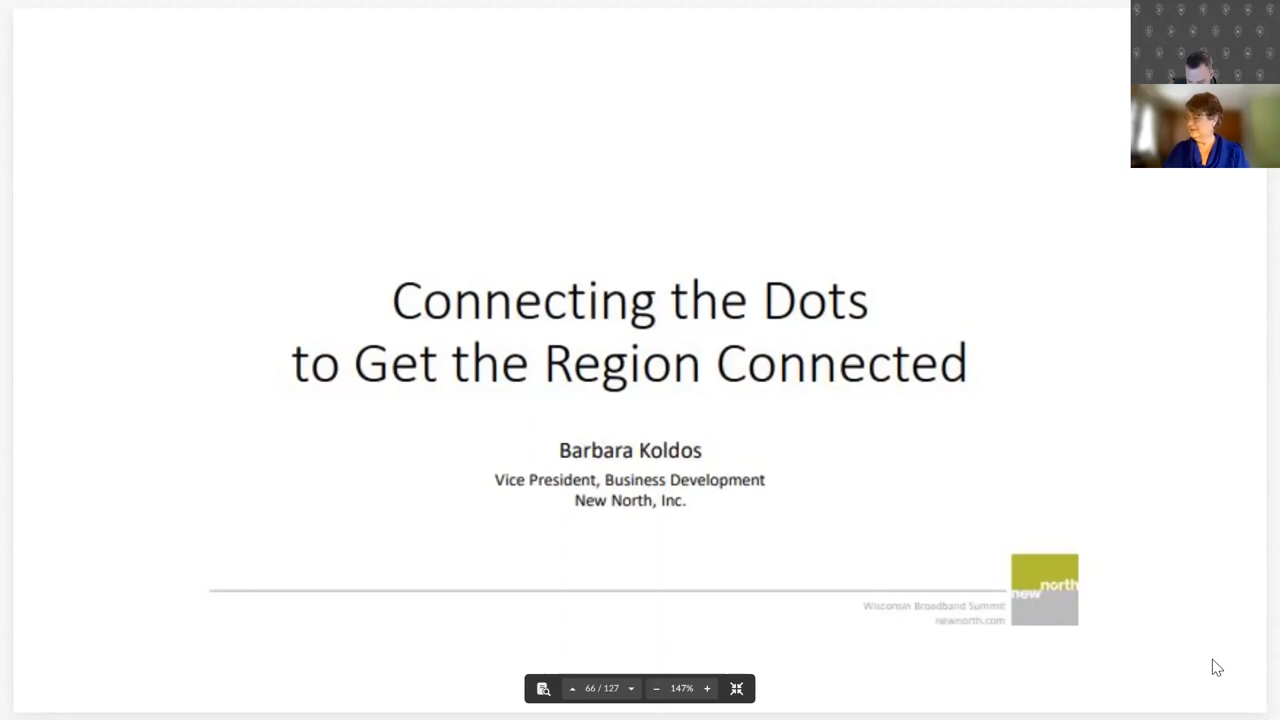 Connecting the Dots
to Get the Region Connected
Barbara Koldos
Vice President, Business Development
New North, Inc.
Wisconsin Broadband Summit
newnorth.com
new north
66 / 127
147%